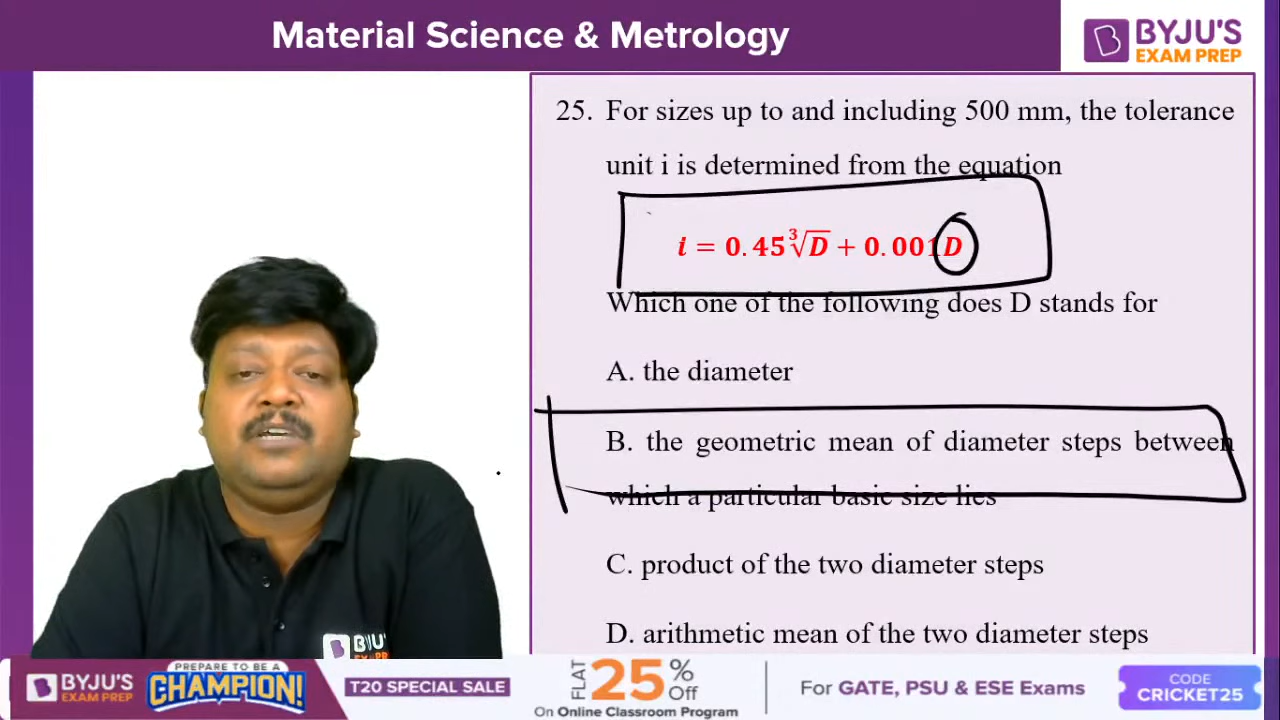 Material Science & Metrology
BYJU'S
EXAM PREP
25. For sizes up to and including 500 mm, the tolerance
unit i is determined from the equation
i = 0.45∛D + 0.001D
Which one of the following does D stands for
A. the diameter
B. the geometric mean of diameter steps between
which a particular basic size lies
C. product of the two diameter steps
D. arithmetic mean of the two diameter steps
BYJU'S
EXAM PREP
BYJU'S
EXAM PREP
PREPARE TO BE A
CHAMPION!
T20 SPECIAL SALE
FLAT
25% Off
On Online Classroom Program
For GATE, PSU & ESE Exams
CODE
CRICKET25